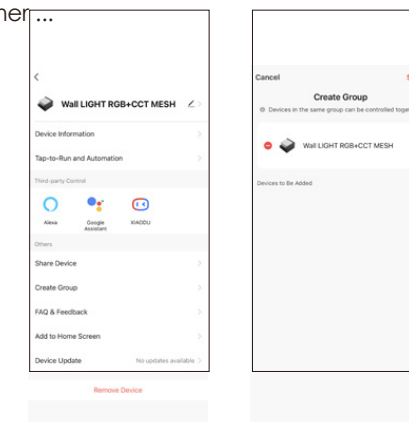 ...
Wall LIGHT RGB+CCT MESH
Device Information
Tap-to-Run and Automation
Third-party Control
Alexa
Google Assistant
XIAODU
Others
Share Device
Create Group
FAQ & Feedback
Add to Home Screen
Device Update No updates available
Remove Device
Cancel
Create Group
Devices in the same group can be controlled
Wall LIGHT RGB+CCT MESH
Devices to Be Added